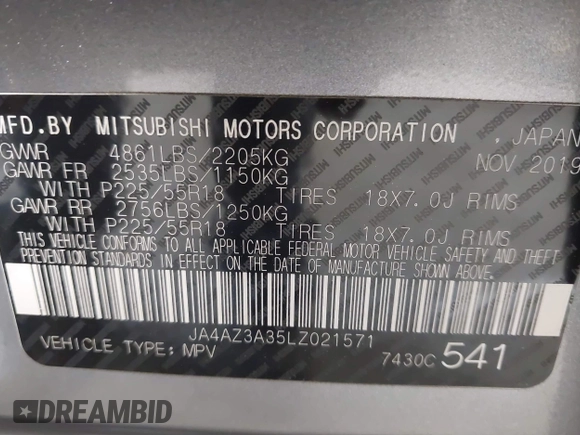 MFD.BY MITSUBISHI MOTORS CORPORATION , JAPAN
GVWR 4861LBS/2205KG NOV 2019
GAWR FR 2535LBS/1150KG
WITH P225/55R18 TIRES 18X7.0J RIMS
GAWR RR 2756LBS/1250KG
WITH P225/55R18 TIRES 18X7.0J RIMS
THIS VEHICLE CONFORMS TO ALL APPLICABLE FEDERAL MOTOR VEHICLE SAFETY AND THEFT
PREVENTION STANDARDS IN EFFECT ON THE DATE OF MANUFACTURE SHOWN ABOVE.
JA4AZ3A35LZ021571
VEHICLE TYPE: MPV 7430C 541
DREAMBID